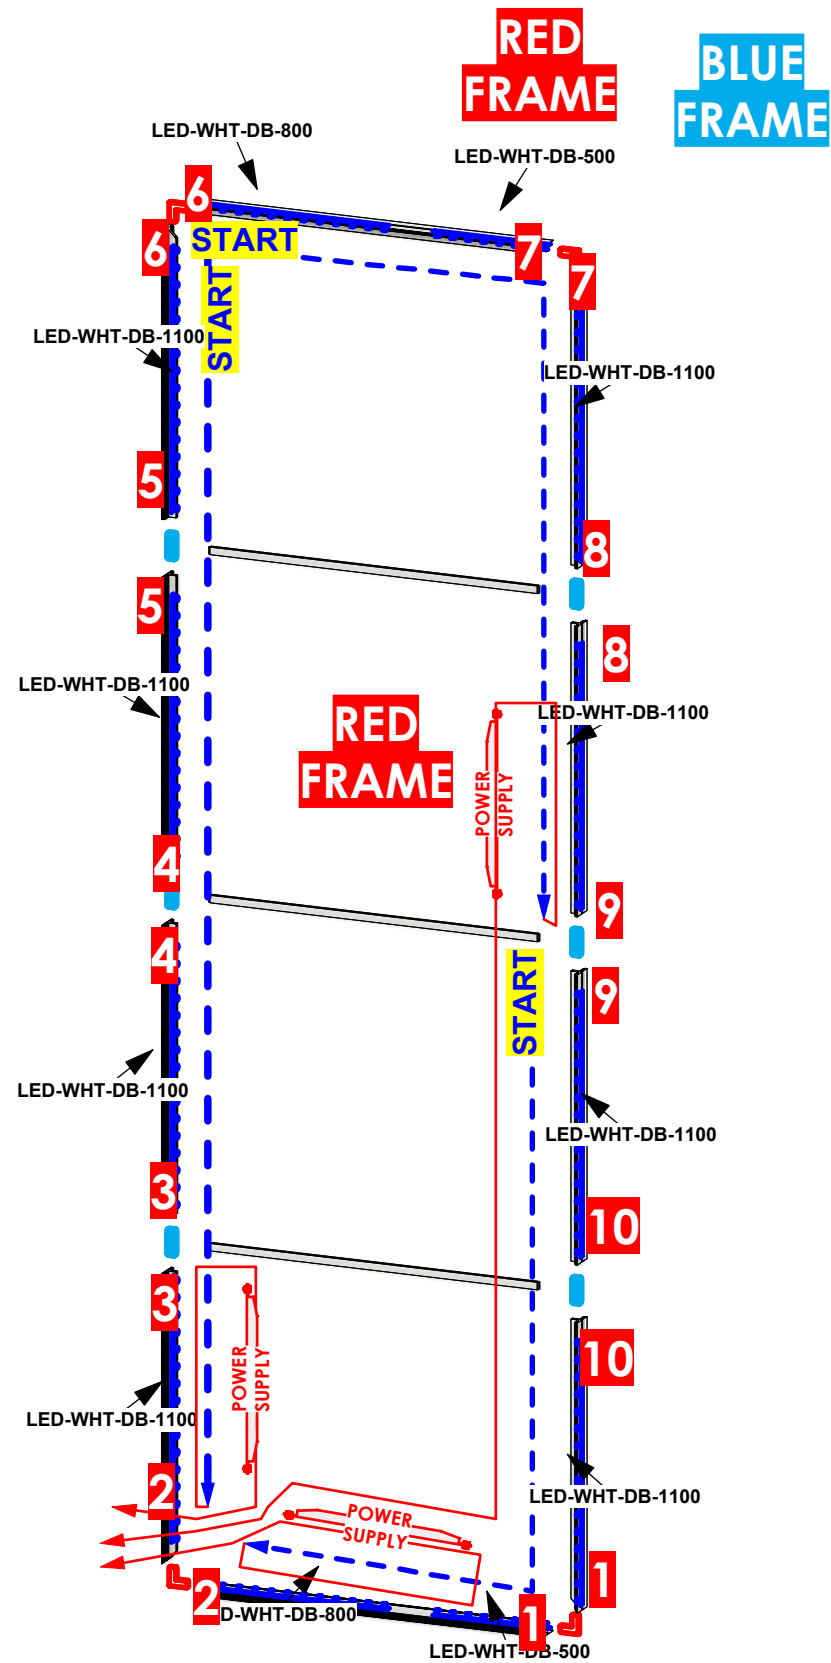 RED
FRAME
BLUE
FRAME
LED-WHT-DB-800
LED-WHT-DB-500
6
6
START
7
7
START
LED-WHT-DB-1100
LED-WHT-DB-1100
5
8
5
8
LED-WHT-DB-1100
RED
FRAME
LED-WHT-DB-1100
POWER
SUPPLY
4
9
4
START
9
LED-WHT-DB-1100
LED-WHT-DB-1100
3
10
3
10
POWER
SUPPLY
LED-WHT-DB-1100
2
LED-WHT-DB-1100
POWER
SUPPLY
1
2
D-WHT-DB-800
1
LED-WHT-DB-500